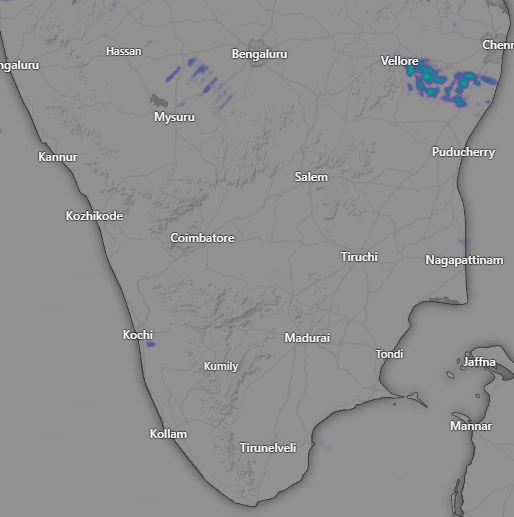 Chenn
Hassan
Bengaluru
ngaluru
Vellore
Mysuru
Kannur
Puducherry
Salem
Kozhikode
Coimbatore
Tiruchi
Nagapattinam
Kochi
Madurai
Tondi
Kumily
Jaffna
Mannar
Kollam
Tirunelveli